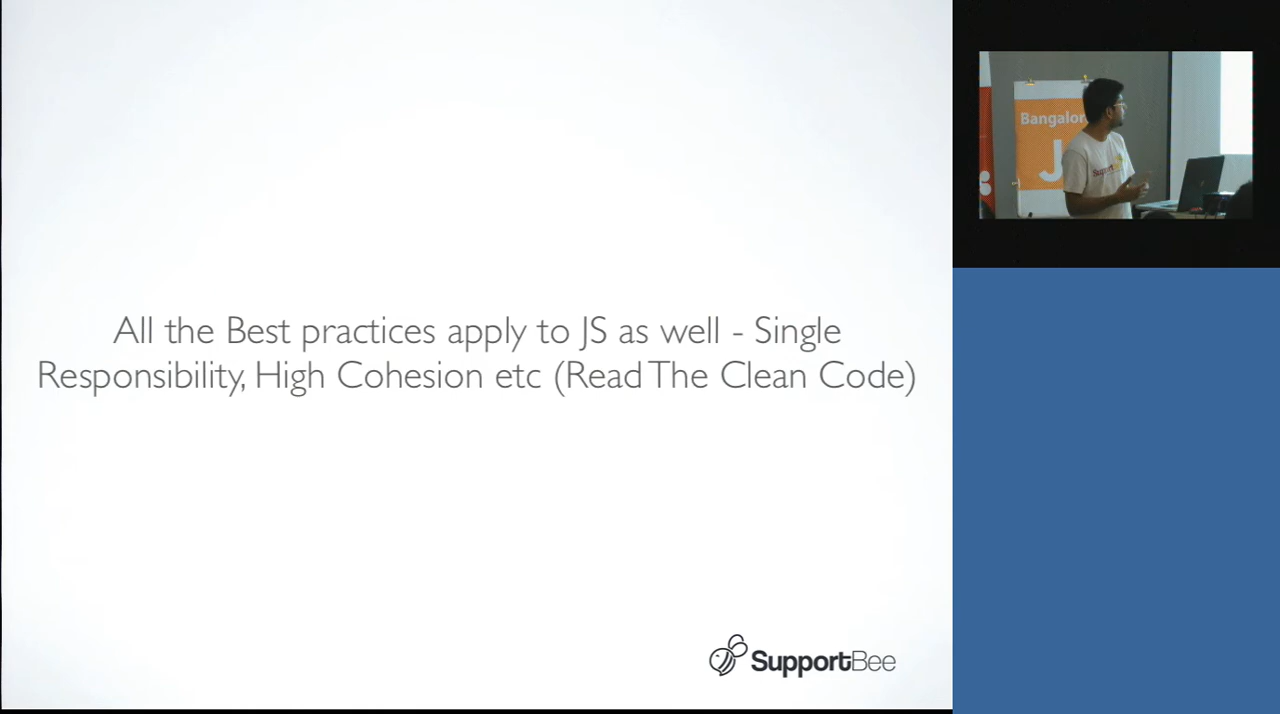 All the Best practices apply to JS as well - Single
Responsibility, High Cohesion etc (Read The Clean Code)
SupportBee
Bangalor
J
Support